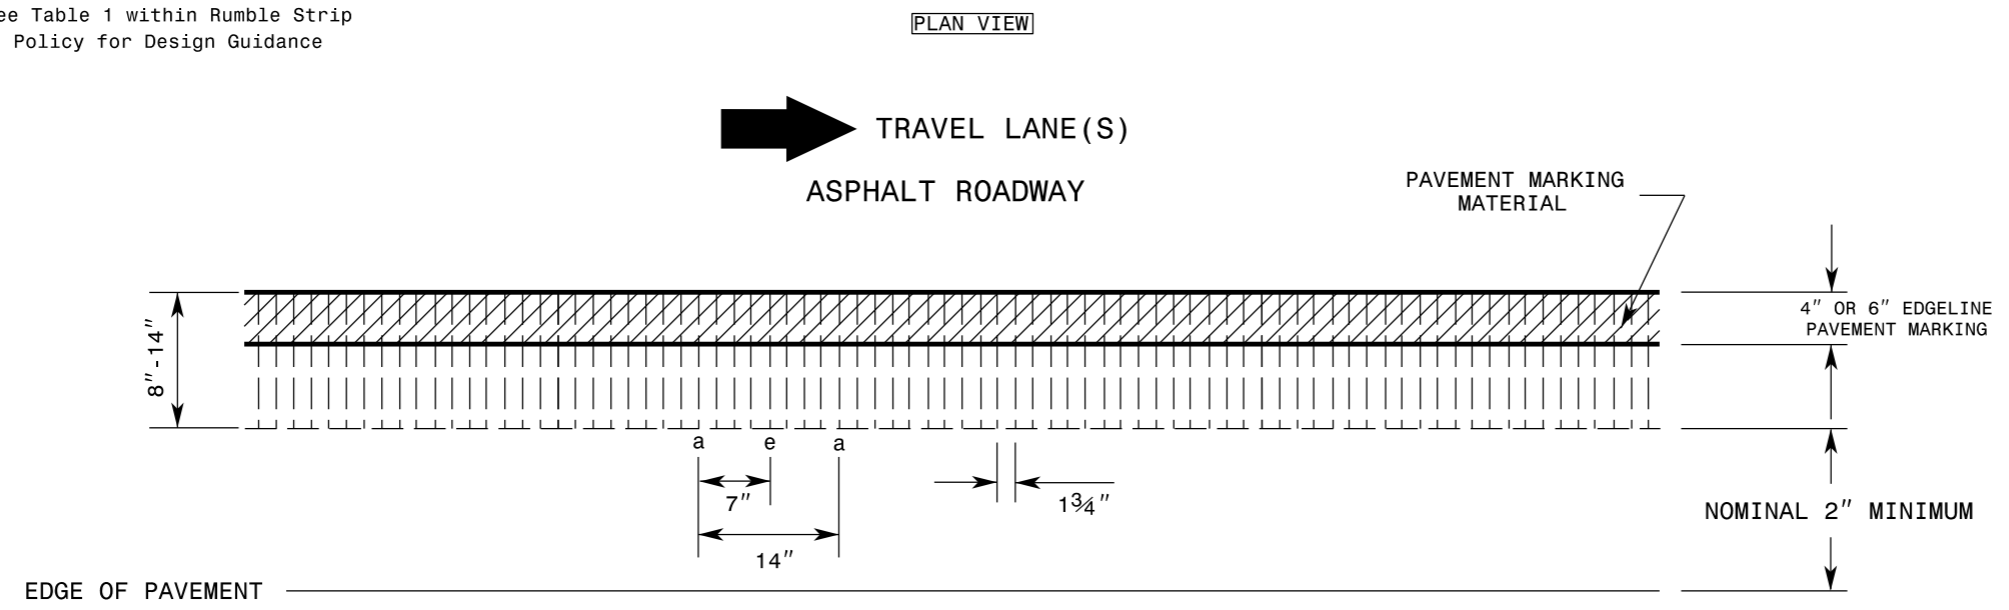 ee Table 1 within Rumble Strip
Policy for Design Guidance
PLAN VIEW
TRAVEL LANE(S)
ASPHALT ROADWAY
PAVEMENT MARKING
MATERIAL
8"-14"
4" OR 6" EDGELINE
PAVEMENT MARKING
a e a
7"
1¾"
14"
NOMINAL 2" MINIMUM
EDGE OF PAVEMENT